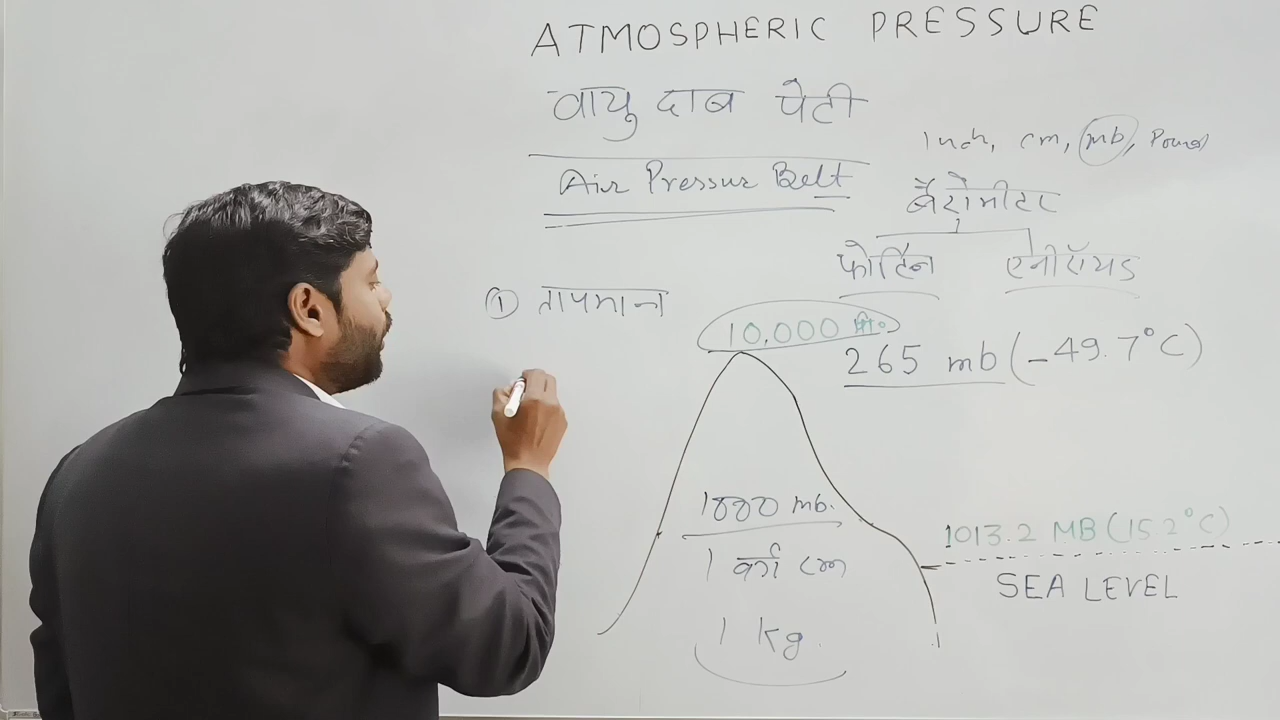 ATMOSPHERIC PRESSURE
वायु दाब पेटी
Air Pressur Belt
Inch, cm, mb, Pound
बैरोमीटर
फोर्टिन एनीरॉयड
① तापमान
10,000 मी॰
265 mb (-49.7°C)
1000 mb.
1 वर्ग cm
1 kg.
1013.2 MB (15.2°C)
SEA LEVEL